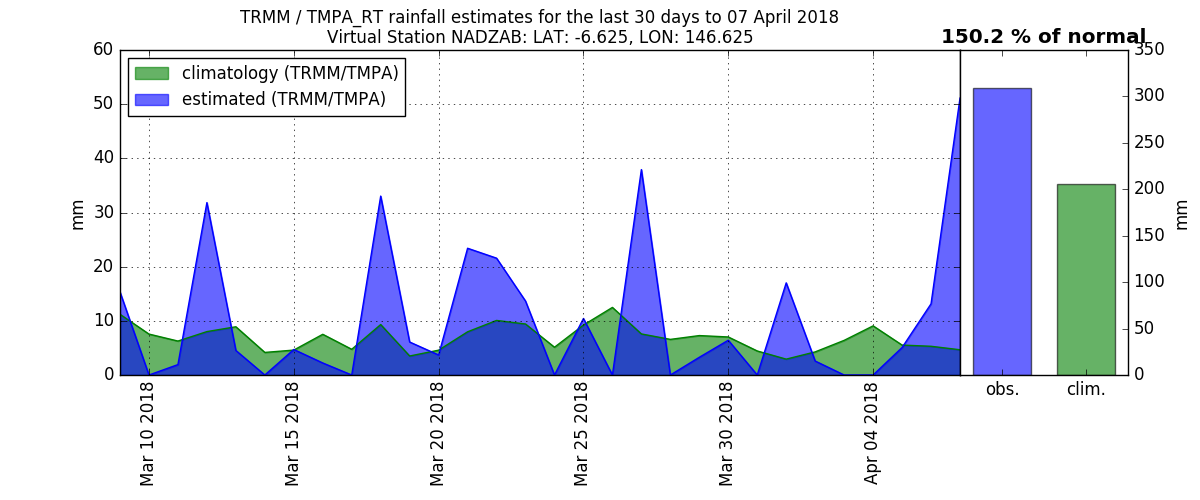 TRMM / TMPA_RT rainfall estimates for the last 30 days to 07 April 2018
Virtual Station NADZAB: LAT: -6.625, LON: 146.625
150.2 % of normal
climatology (TRMM/TMPA)
estimated (TRMM/TMPA)
60
50
40
30
20
10
0
mm
350
300
250
200
150
100
50
0
mm
Mar 10 2018
Mar 15 2018
Mar 20 2018
Mar 25 2018
Mar 30 2018
Apr 04 2018
obs.
clim.